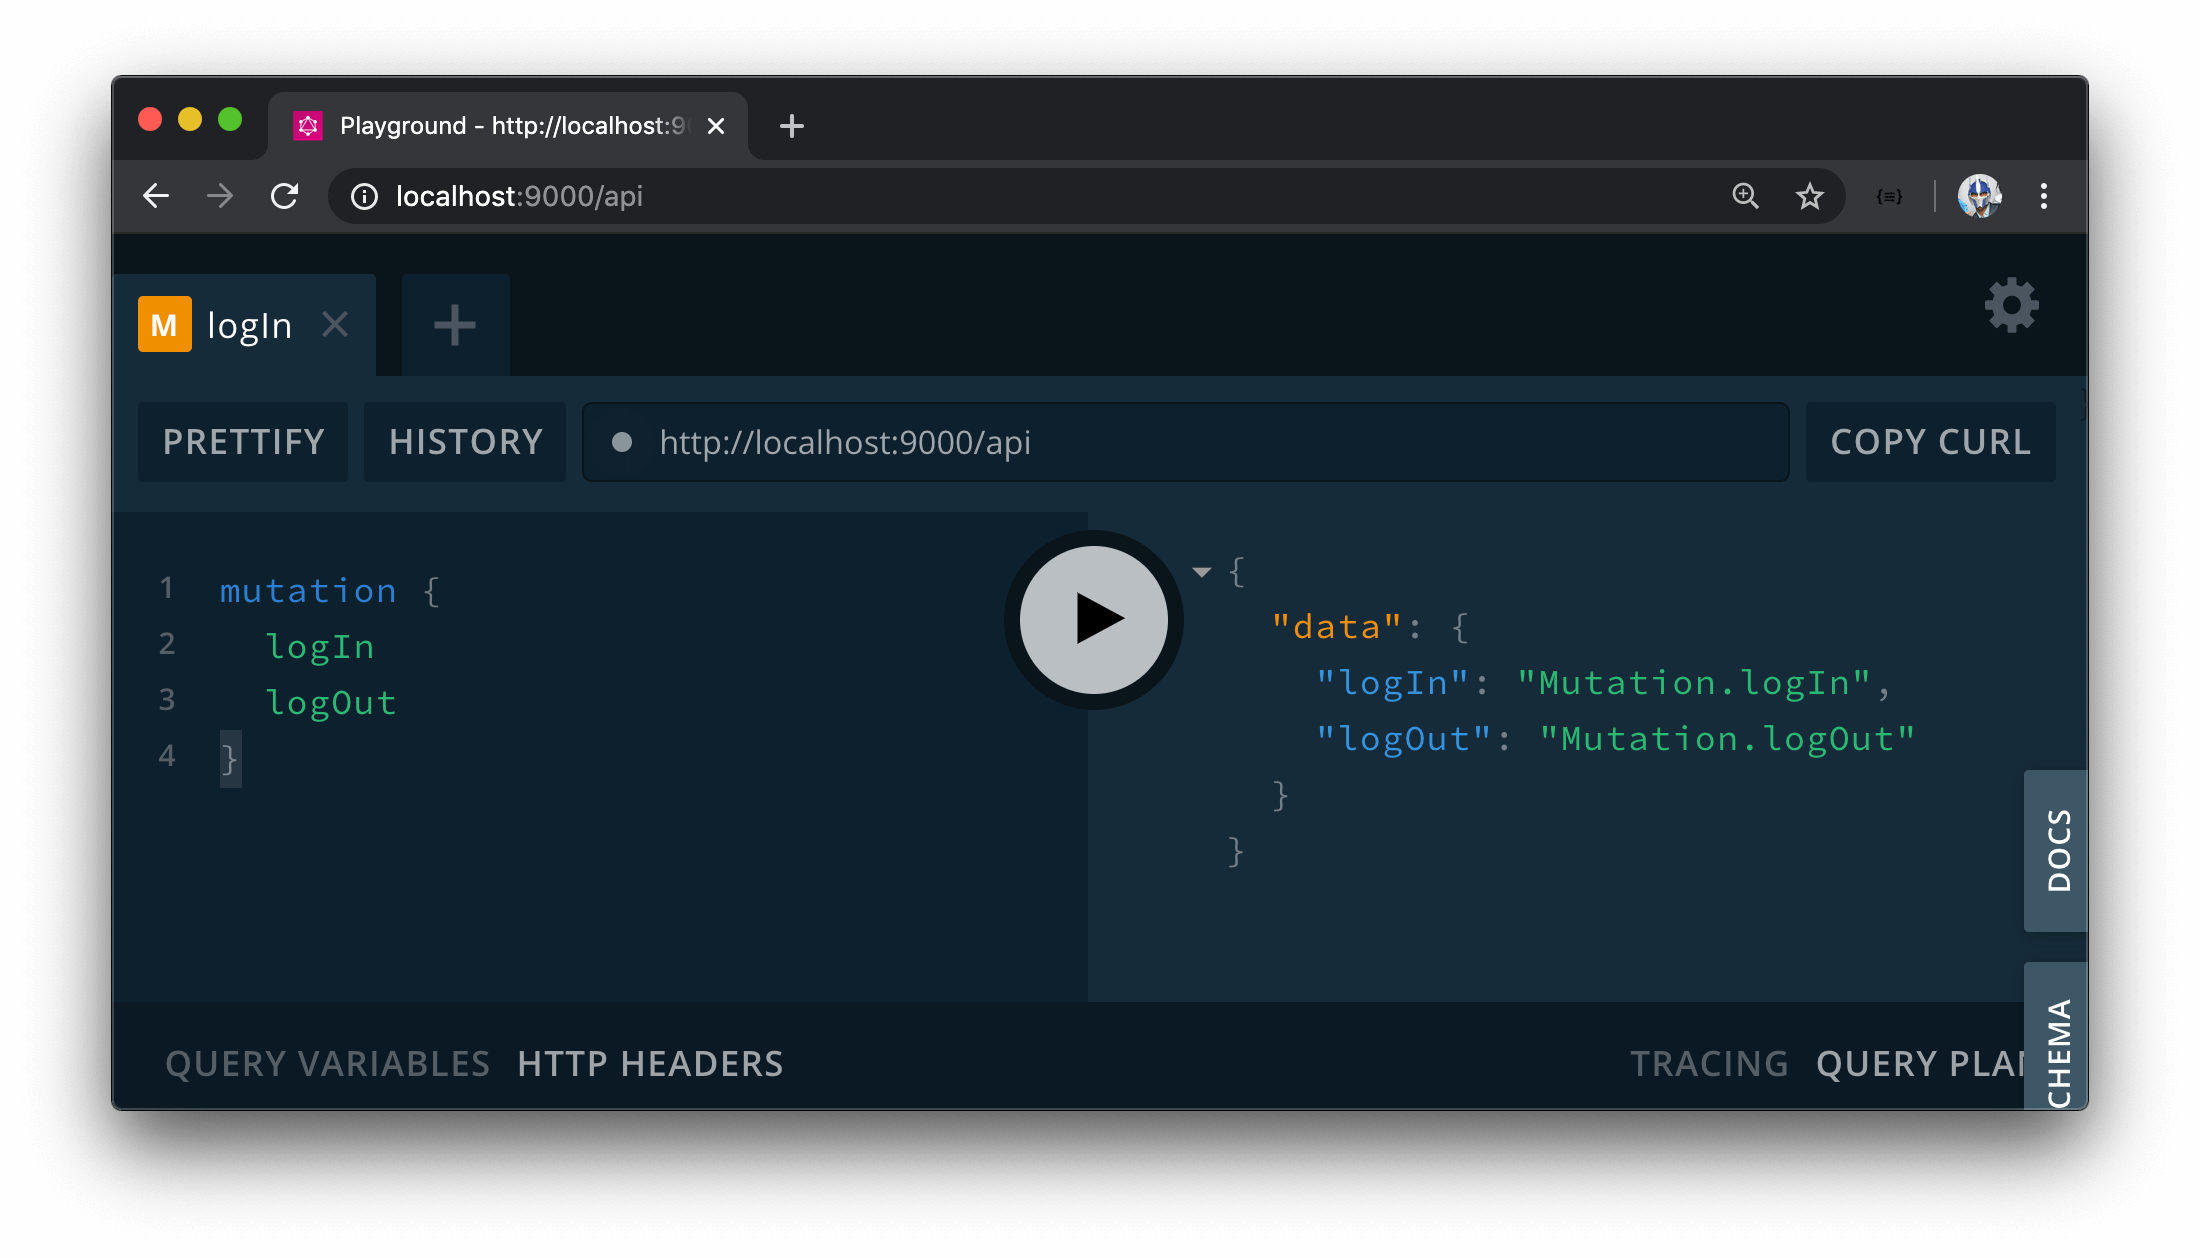 Playground - http://localhost:9
localhost:9000/api
{≡}
M logIn
PRETTIFY HISTORY http://localhost:9000/api COPY CURL
1 mutation {
2 logIn
3 logOut
4 }
{
"data": {
"logIn": "Mutation.logIn",
"logOut": "Mutation.logOut"
}
}
DOCS
CHEMA
QUERY VARIABLES HTTP HEADERS TRACING QUERY PLA